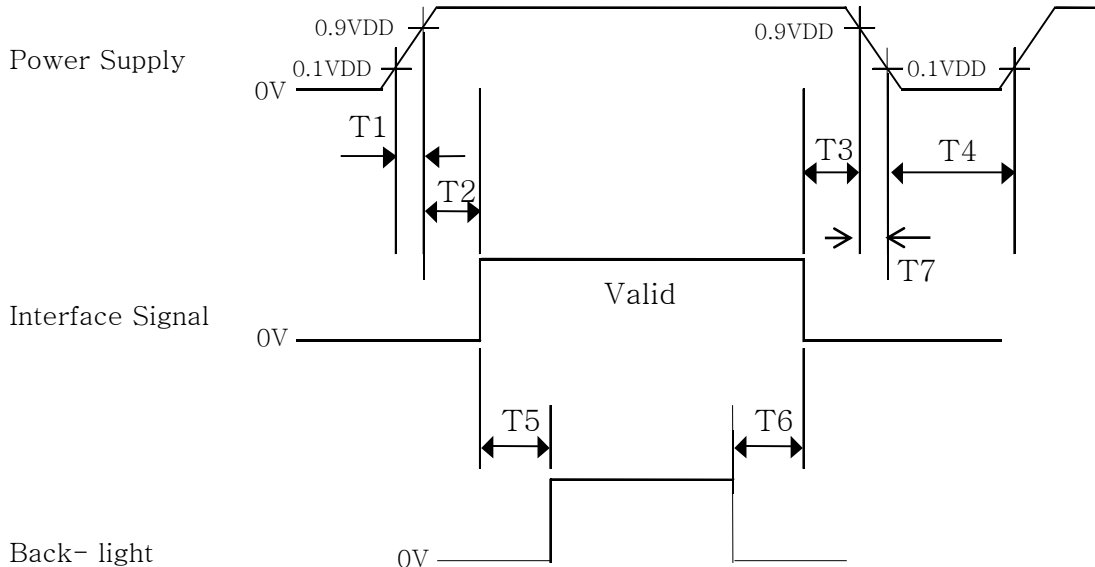 0.9VDD
0.9VDD
Power Supply
0.1VDD
0.1VDD
0V
T1
T3
T4
T2
T7
Valid
Interface Signal
0V
T5
T6
Back- light
0V